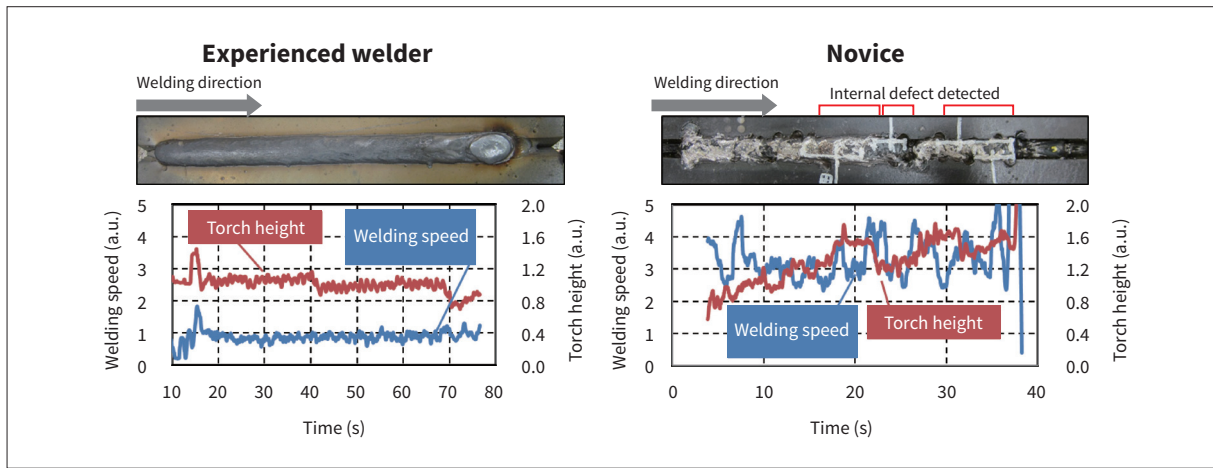 Experienced welder
Welding direction
Torch height
Welding speed
Welding speed (a.u.)
5
4
3
2
1
0
Torch height (a.u.)
2.0
1.6
1.2
0.8
0.4
0.0
10 20 30 40 50 60 70 80
Time (s)
Novice
Welding direction
Internal defect detected
Welding speed
Torch height
Welding speed (a.u.)
5
4
3
2
1
0
Torch height (a.u.)
2.0
1.6
1.2
0.8
0.4
0.0
0 10 20 30 40
Time (s)